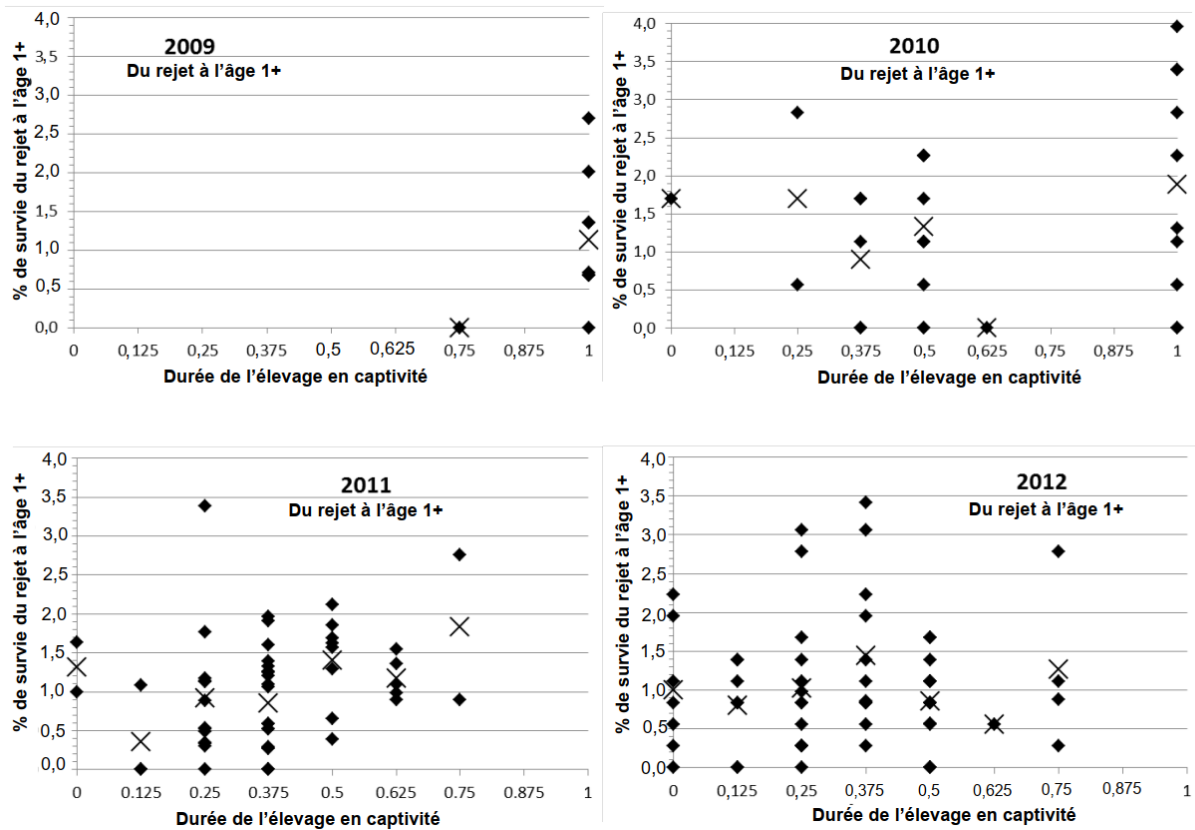 2009
Du rejet à l'âge 1+
% de survie du rejet à l'âge 1+
4,0
3,5
3,0
2,5
2,0
1,5
1,0
0,5
0,0
0 0,125 0,25 0,375 0,5 0,625 0,75 0,875 1
Durée de l'élevage en captivité
2010
Du rejet à l'âge 1+
% de survie du rejet à l'âge 1+
4,0
3,5
3,0
2,5
2,0
1,5
1,0
0,5
0,0
0 0,125 0,25 0,375 0,5 0,625 0,75 0,875 1
Durée de l'élevage en captivité
2011
Du rejet à l'âge 1+
% de survie du rejet à l'âge 1+
4,0
3,5
3,0
2,5
2,0
1,5
1,0
0,5
0,0
0 0.125 0.25 0.375 0.5 0.625 0.75 0.875 1
Durée de l'élevage en captivité
2012
Du rejet à l'âge 1+
% de survie du rejet à l'âge 1+
4,0
3,5
3,0
2,5
2,0
1,5
1,0
0,5
0,0
0 0,125 0,25 0,375 0,5 0,625 0,75 0,875 1
Durée de l'élevage en captivité